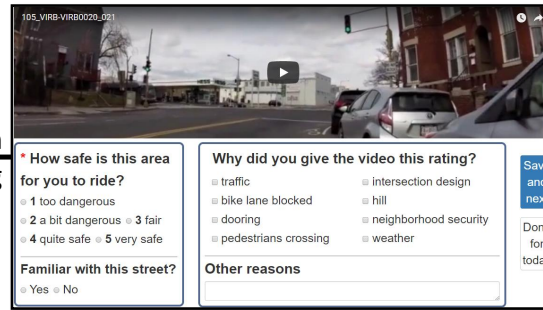 105_VIRB-VIRB0020_021
* How safe is this area
for you to ride?
1 too dangerous
2 a bit dangerous 3 fair
4 quite safe 5 very safe
Familiar with this street?
Yes No
Why did you give the video this rating?
traffic
intersection design
bike lane blocked
hill
dooring
neighborhood security
pedestrians crossing
weather
Other reasons